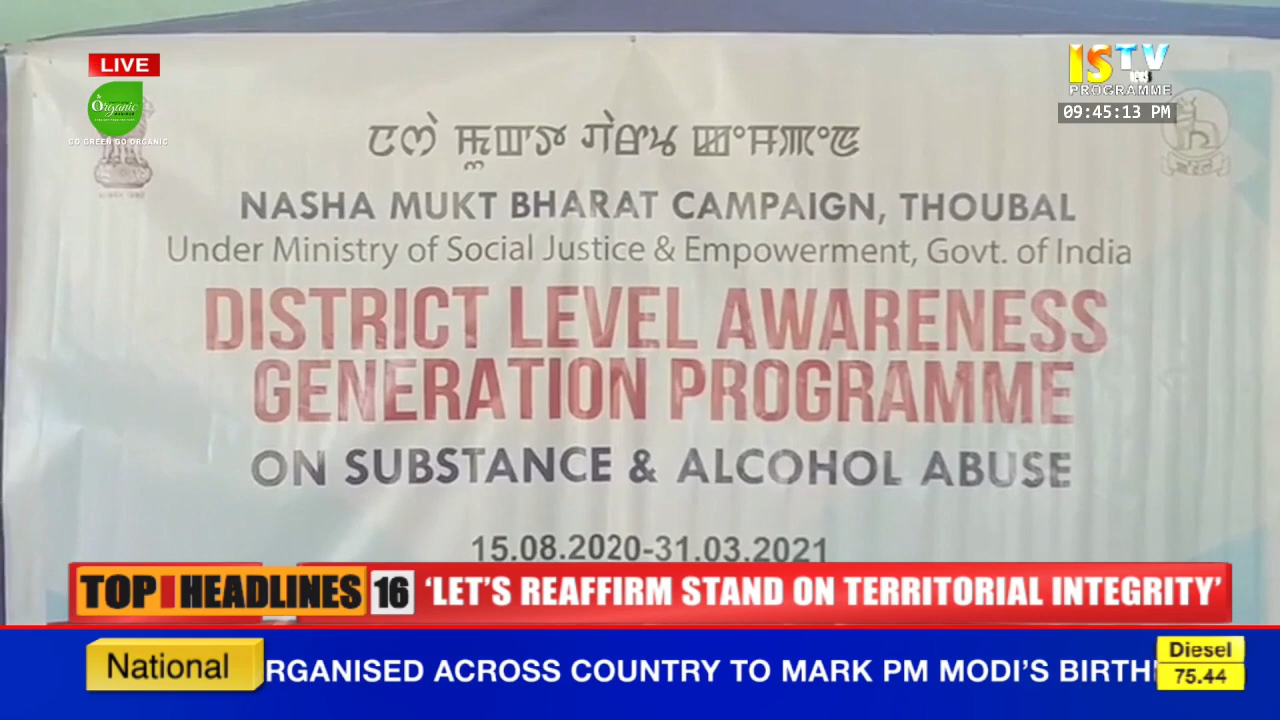 LIVE
Organic
GO GREEN GO ORGANIC
ISTV
news
PROGRAMME
09:45:13 PM
NASHA MUKT BHARAT CAMPAIGN, THOUBAL
Under Ministry of Social Justice & Empowerment, Govt. of India
DISTRICT LEVEL AWARENESS
GENERATION PROGRAMME
ON SUBSTANCE & ALCOHOL ABUSE
15.08.2020-31.03.2021
TOP HEADLINES 16 ‘LET’S REAFFIRM STAND ON TERRITORIAL INTEGRITY’
National RGANISED ACROSS COUNTRY TO MARK PM MODI’S BIRTH
Diesel
75.44